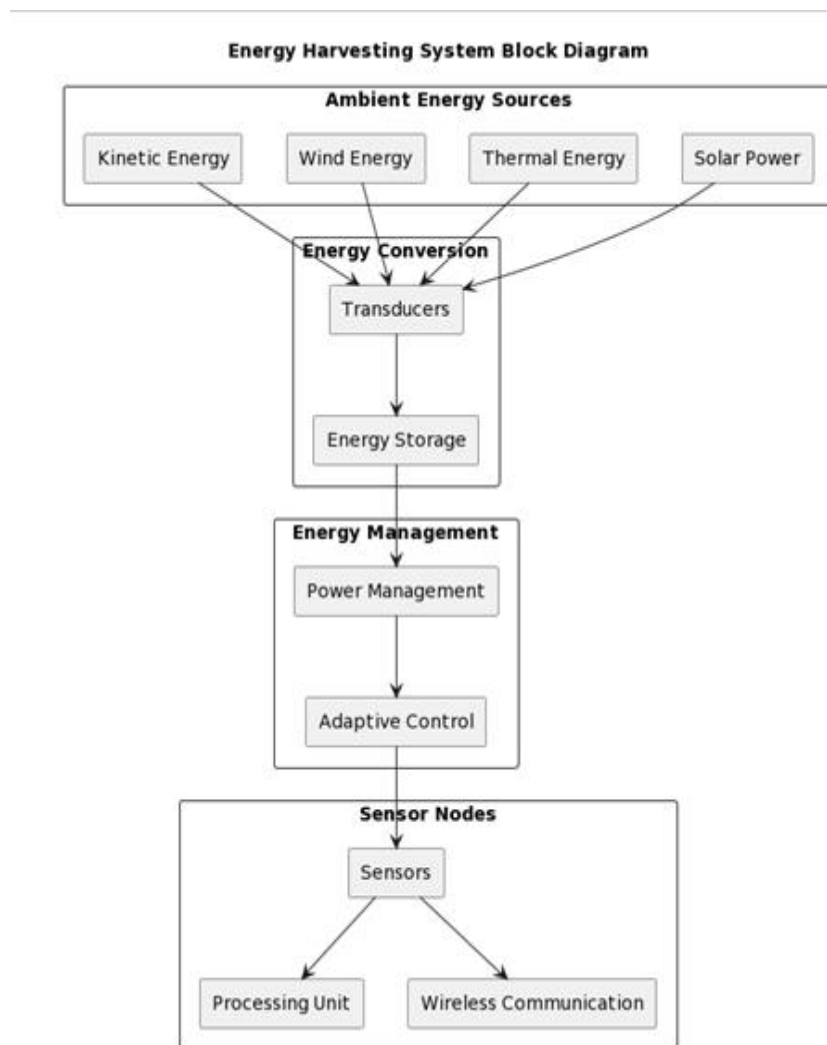 Energy Harvesting System Block Diagram
Ambient Energy Sources
Kinetic Energy
Wind Energy
Thermal Energy
Solar Power
Energy Conversion
Transducers
Energy Storage
Energy Management
Power Management
Adaptive Control
Sensor Nodes
Sensors
Processing Unit
Wireless Communication